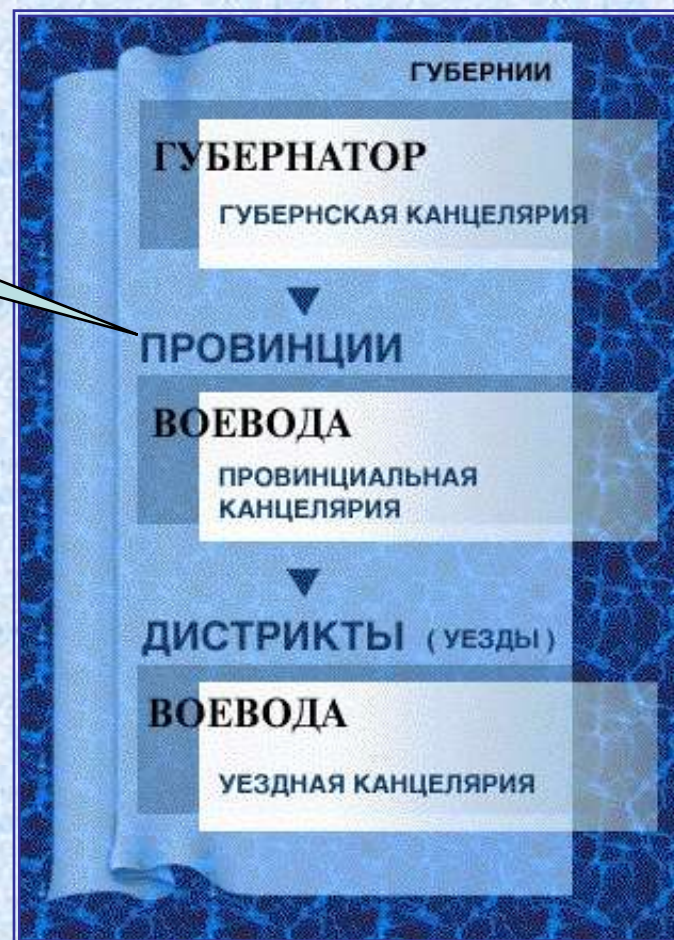 ГУБЕРНИИ
ГУБЕРНАТОР
ГУБЕРНСКАЯ КАНЦЕЛЯРИЯ
ПРОВИНЦИИ
ВОЕВОДА
ПРОВИНЦИАЛЬНАЯ
КАНЦЕЛЯРИЯ
ДИСТРИКТЫ (УЕЗДЫ)
ВОЕВОДА
УЕЗДНАЯ КАНЦЕЛЯРИЯ